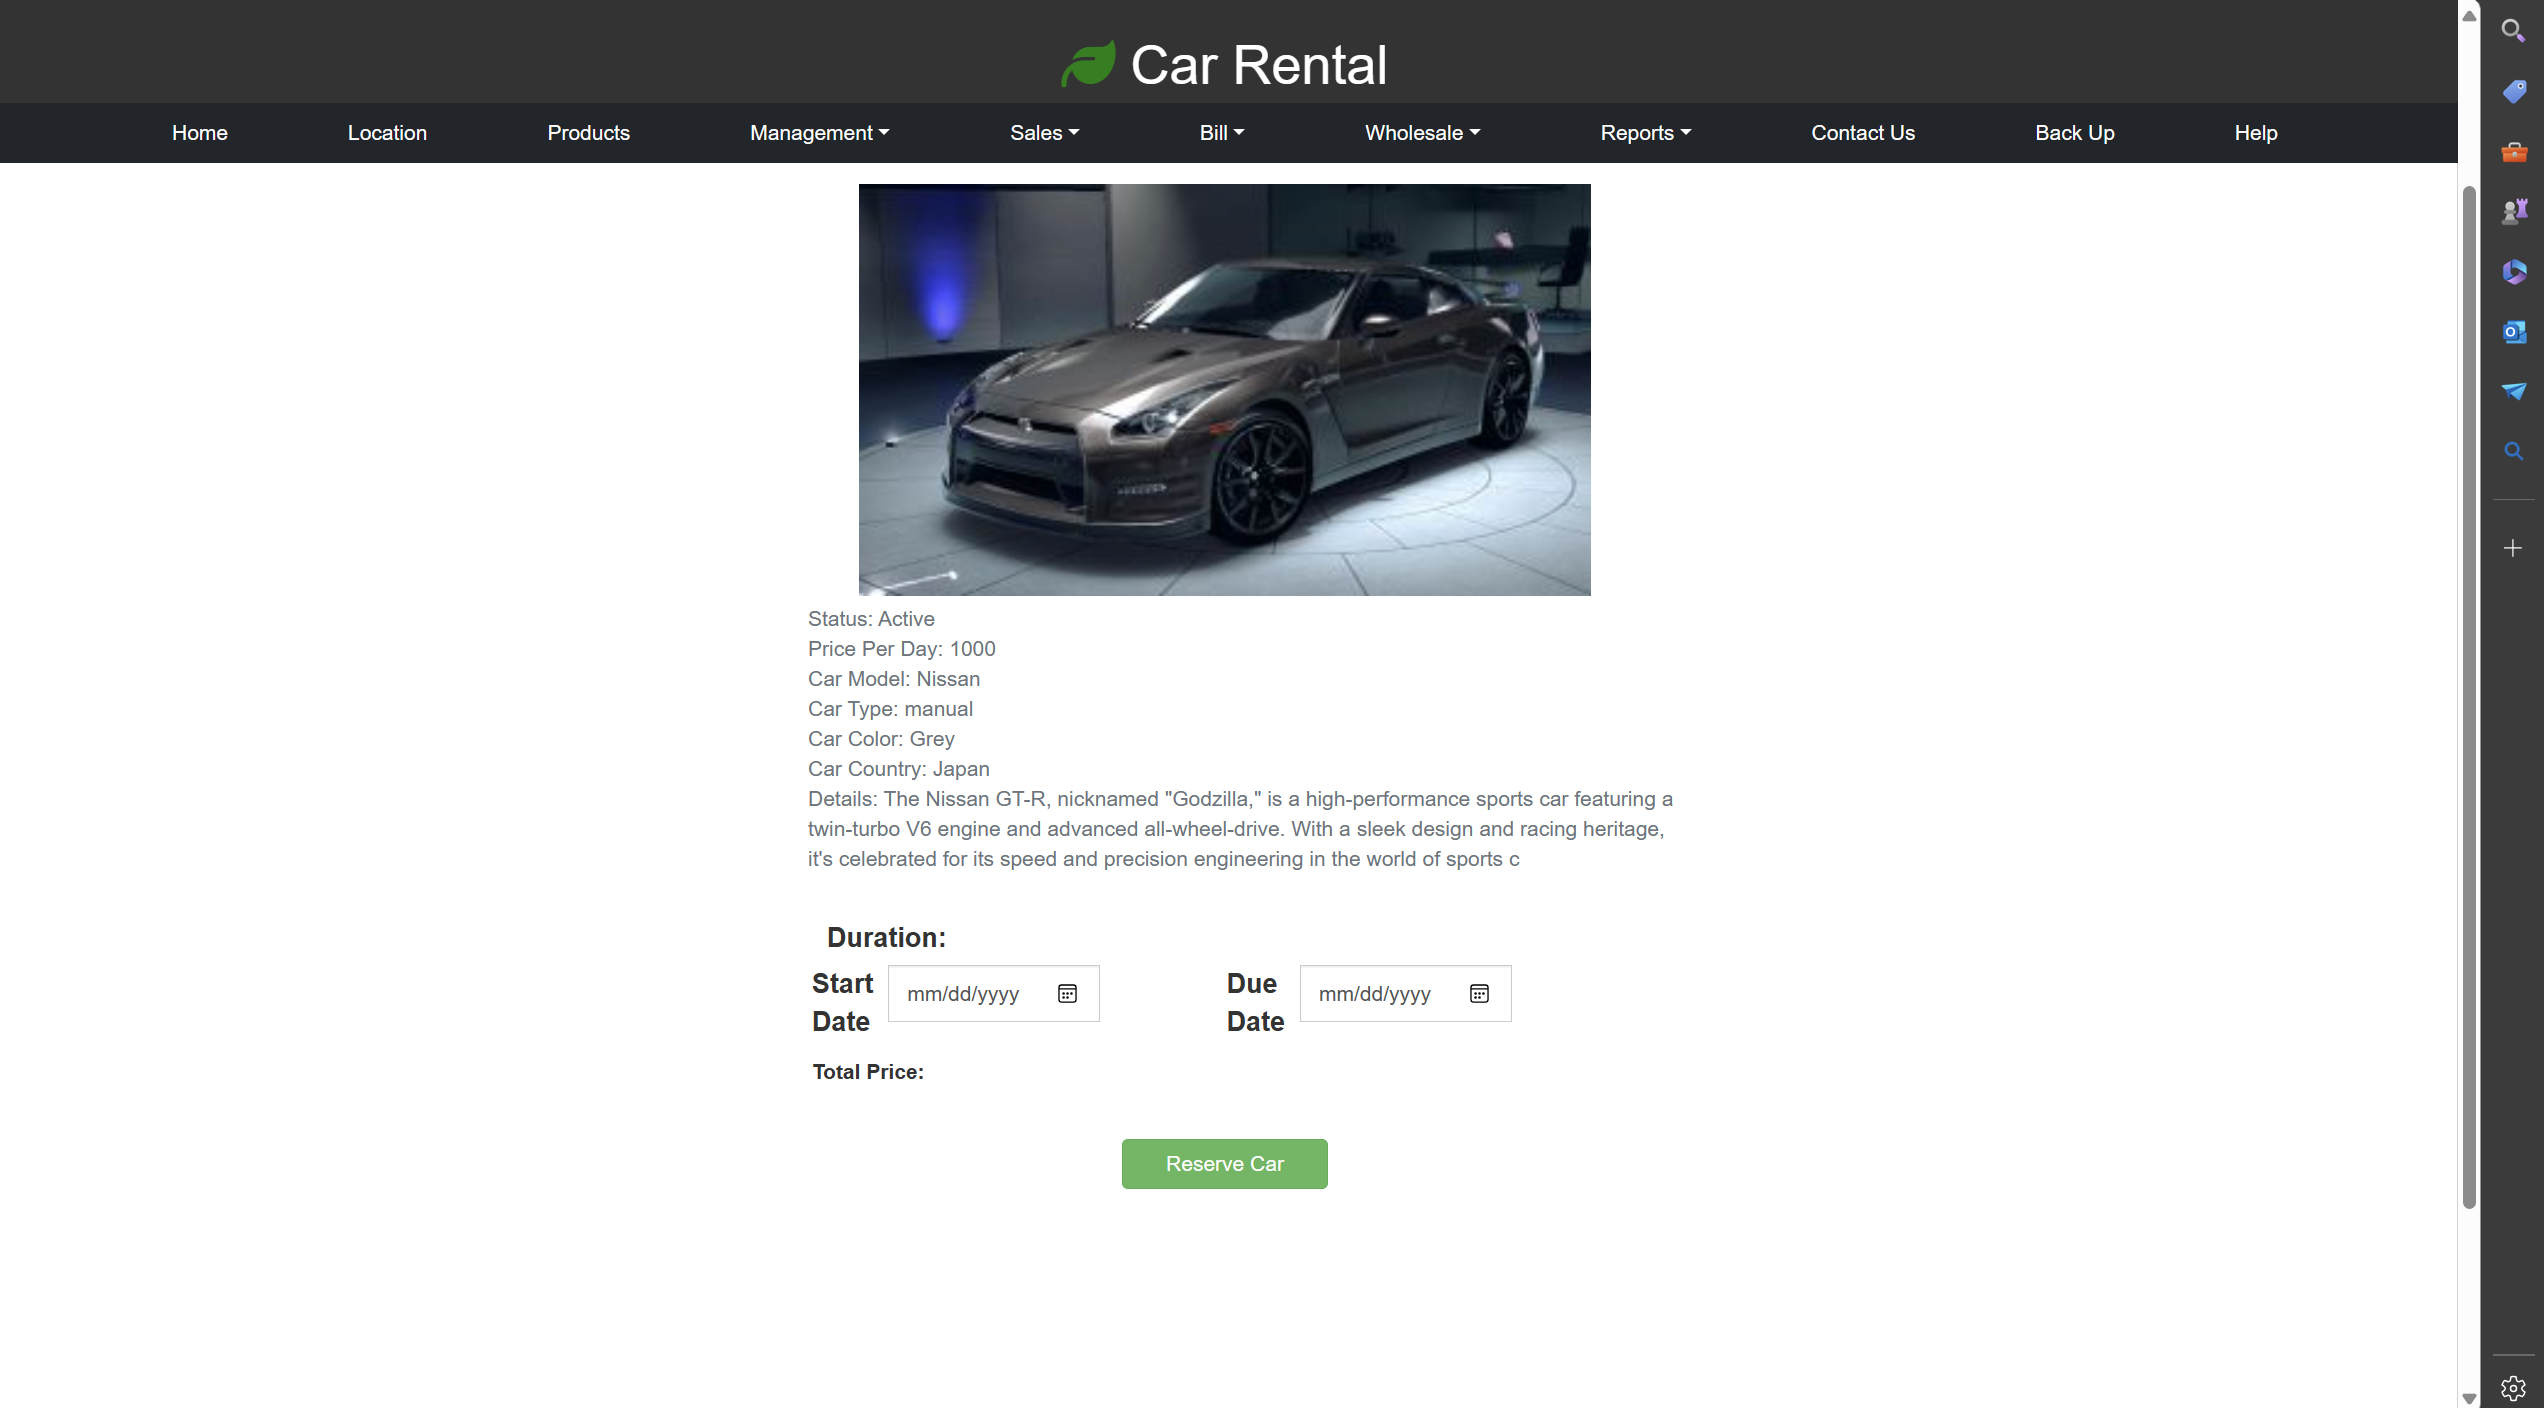 Car Rental
Home Location Products Management Sales Bill Wholesale Reports Contact Us Back Up Help
Status: Active
Price Per Day: 1000
Car Model: Nissan
Car Type: manual
Car Color: Grey
Car Country: Japan
Details: The Nissan GT-R, nicknamed "Godzilla," is a high-performance sports car featuring a
twin-turbo V6 engine and advanced all-wheel-drive. With a sleek design and racing heritage,
it's celebrated for its speed and precision engineering in the world of sports c
Duration:
Start Date mm/dd/yyyy Due Date mm/dd/yyyy
Total Price:
Reserve Car